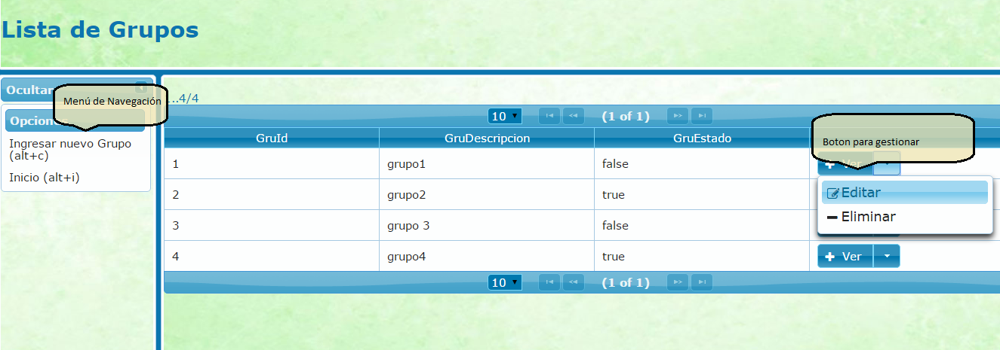 Lista de Grupos
Ocultar
Menú de Navegación
Opcion
Ingresar nuevo Grupo
(alt+c)
Inicio (alt+i)
..4/4
10 (1 of 1)
GruId GruDescripcion GruEstado
Boton para gestionar
1 grupo1 false Ver
Editar
Eliminar
2 grupo2 true
3 grupo 3 false
4 grupo4 true Ver
10 (1 of 1)